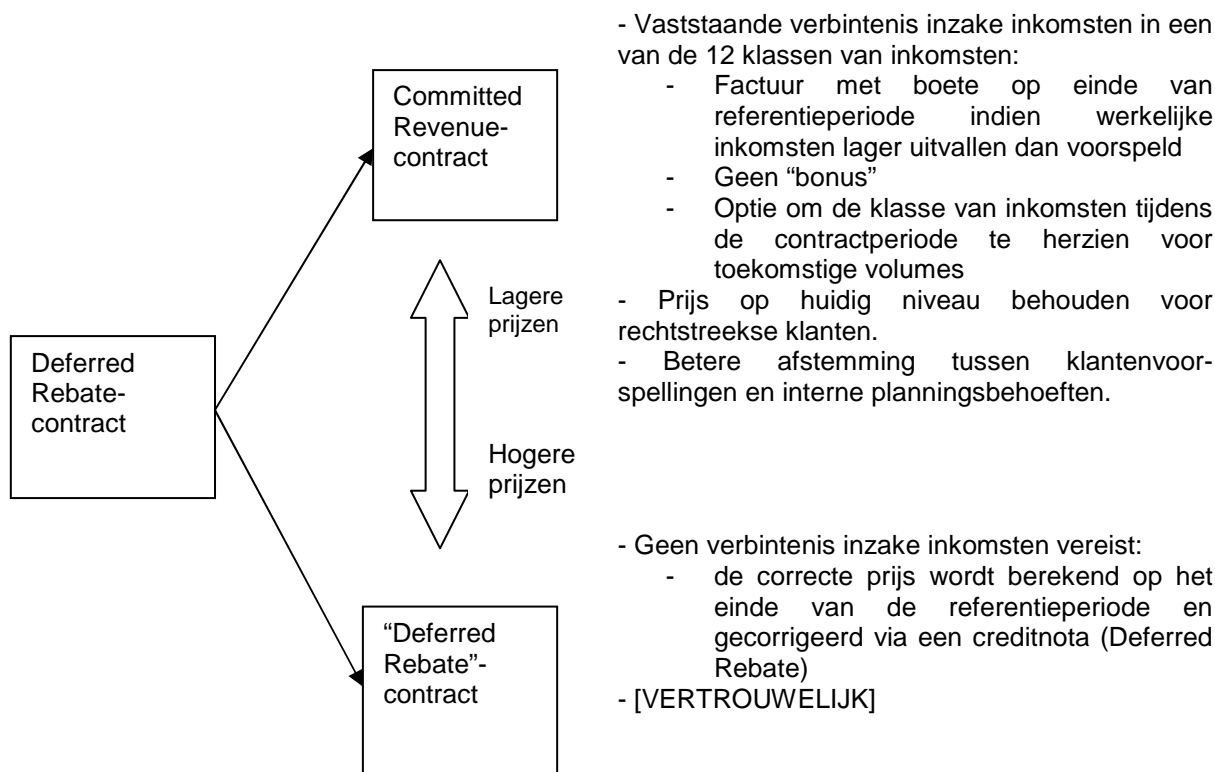 Deferred
Rebate-
contract
Committed
Revenue-
contract
Lagere
prijzen
Hogere
prijzen
“Deferred
Rebate”-
contract
- Vaststaande verbintenis inzake inkomsten in een
van de 12 klassen van inkomsten:
- Factuur met boete op einde van
referentieperiode indien werkelijke
inkomsten lager uitvallen dan voorspeld
- Geen “bonus”
- Optie om de klasse van inkomsten tijdens
de contractperiode te herzien voor
toekomstige volumes
- Prijs op huidig niveau behouden voor
rechtstreekse klanten.
- Betere afstemming tussen klantenvoor-
spellingen en interne planningsbehoeften.
- Geen verbintenis inzake inkomsten vereist:
- de correcte prijs wordt berekend op het
einde van de referentieperiode en
gecorrigeerd via een creditnota (Deferred
Rebate)
- [VERTROUWELIJK]